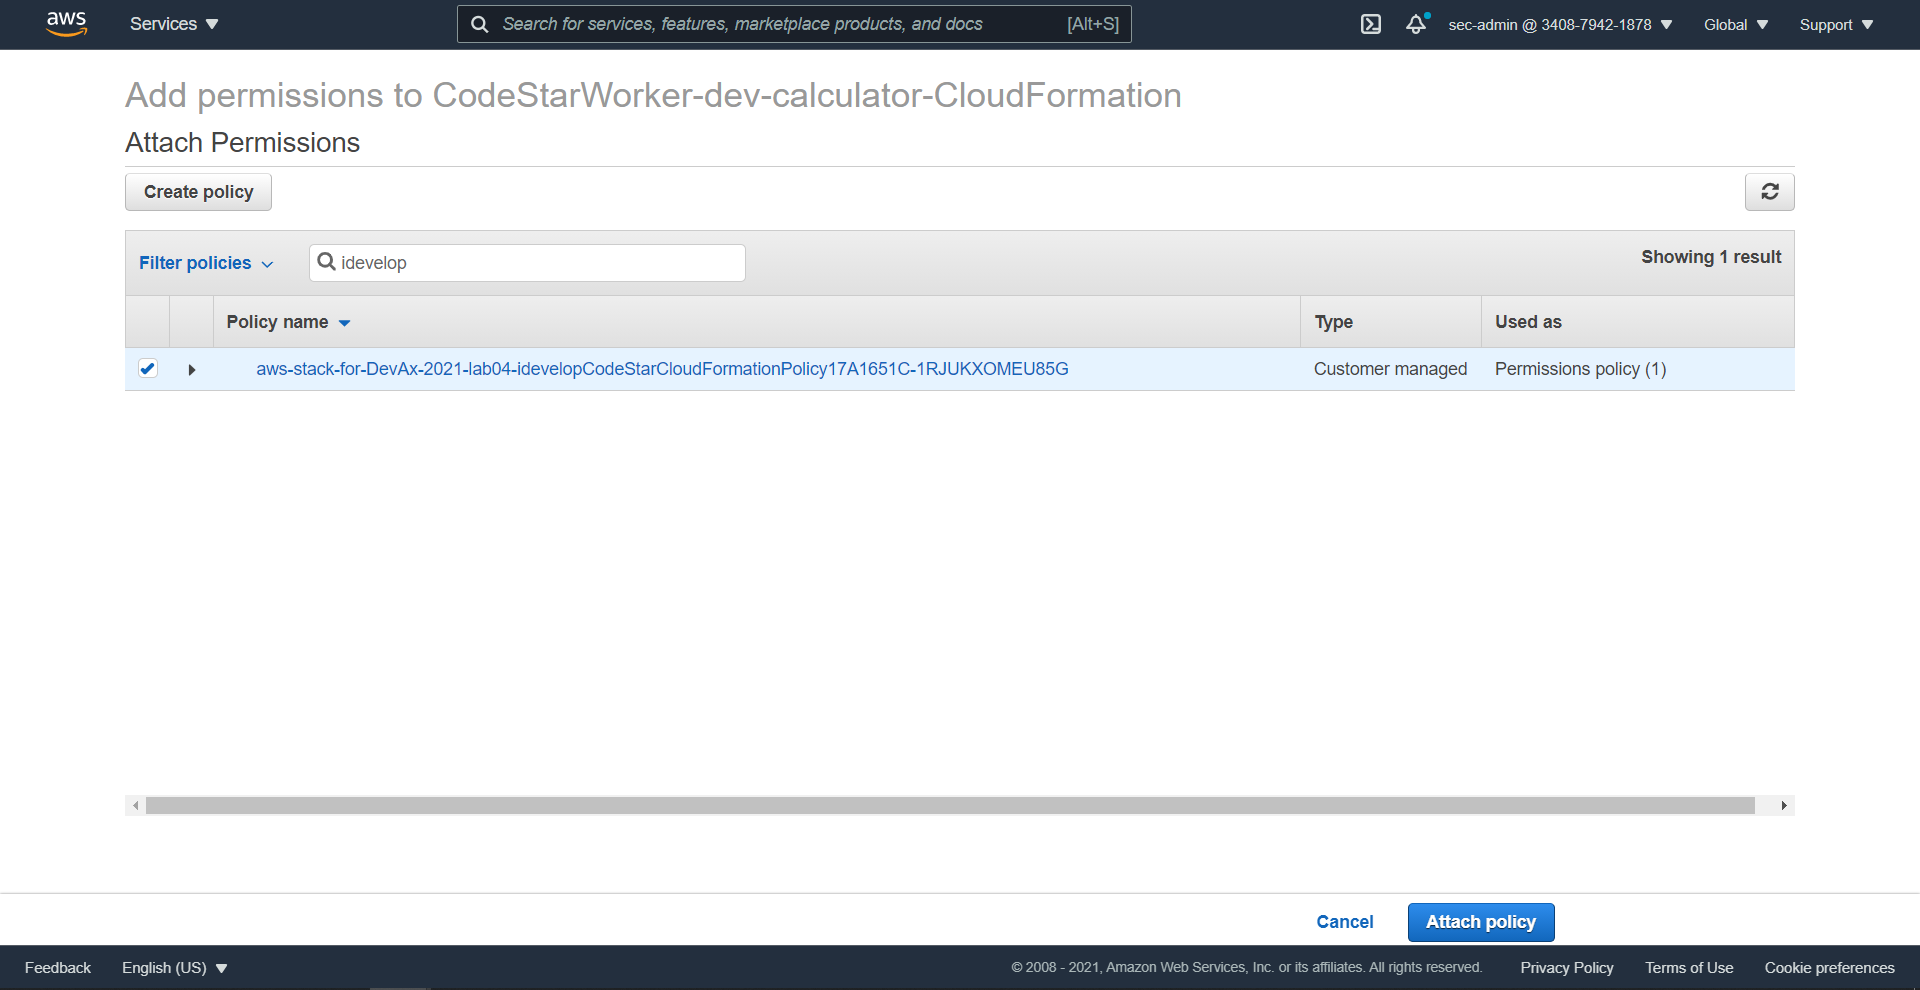 aws Services Search for services, features, marketplace products, and docs [Alt+S] sec-admin @ 3408-7942-1878 Global Support
Add permissions to CodeStarWorker-dev-calculator-CloudFormation
Attach Permissions
Create policy
Filter policies idevelop Showing 1 result
Policy name Type Used as
aws-stack-for-DevAx-2021-lab04-idevelopCodeStarCloudFormationPolicy17A1651C-1RJUKXOMEU85G Customer managed Permissions policy (1)
Cancel Attach policy
Feedback English (US) © 2008 - 2021, Amazon Web Services, Inc. or its affiliates. All rights reserved. Privacy Policy Terms of Use Cookie preferences